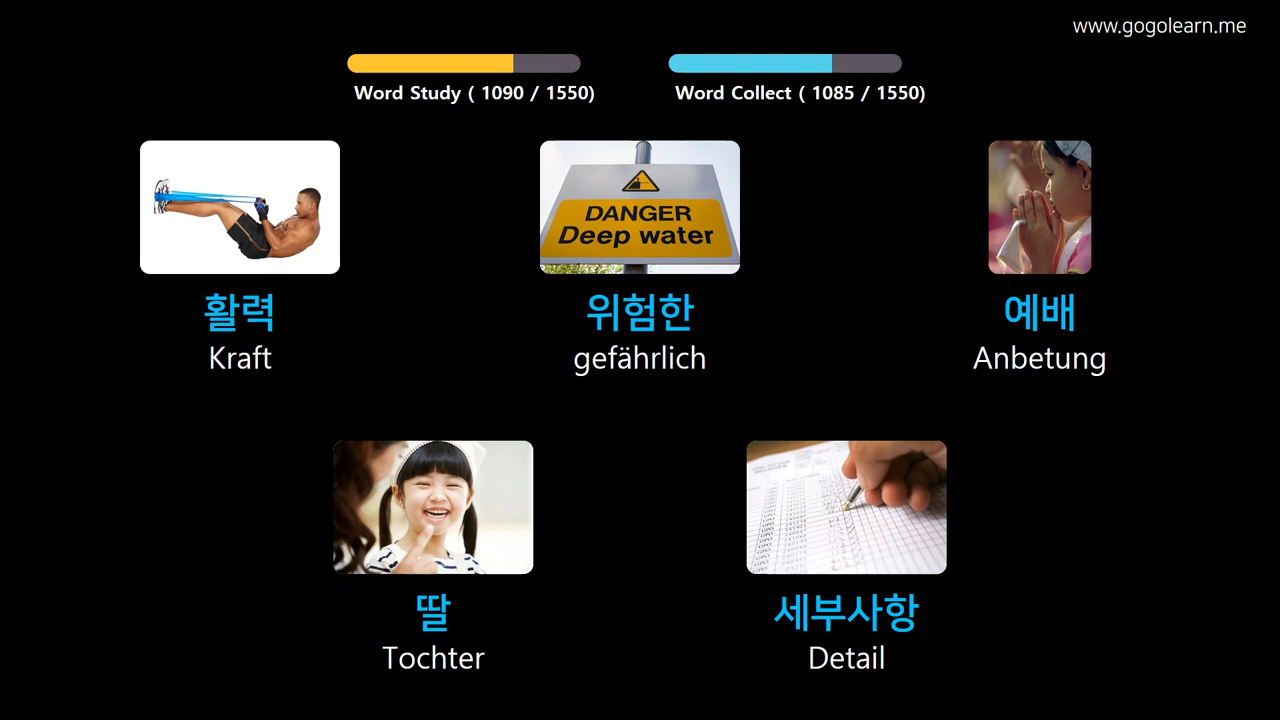 www.gogolearn.me
Word Study ( 1090 / 1550)
Word Collect ( 1085 / 1550)
DANGER
Deep water
활력
Kraft
위험한
gefährlich
예배
Anbetung
딸
Tochter
세부사항
Detail